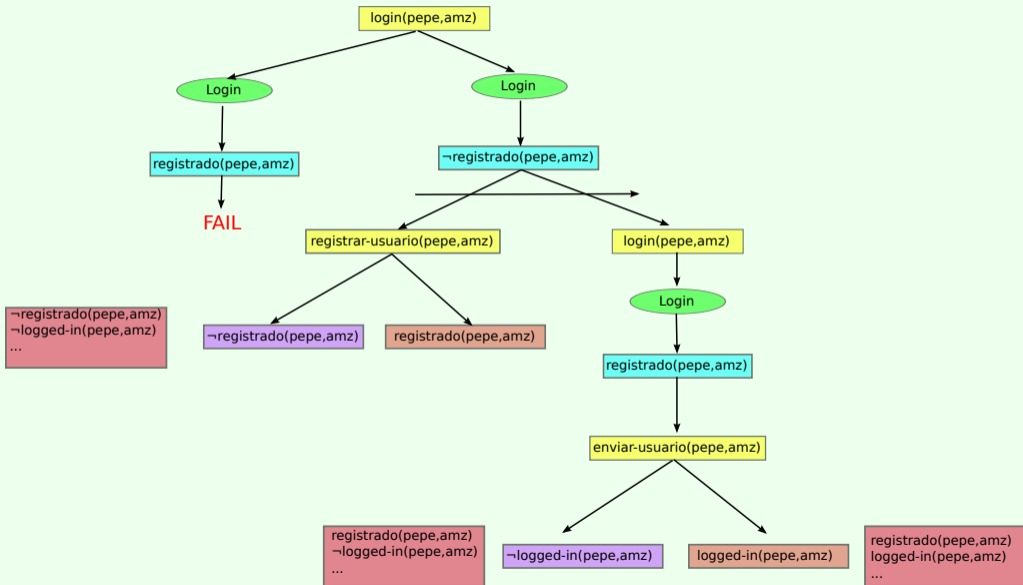 login(pepe,amz)
Login
Login
registrado(pepe,amz)
¬registrado(pepe,amz)
FAIL
registrar-usuario(pepe,amz)
login(pepe,amz)
Login
¬registrado(pepe,amz)
¬logged-in(pepe,amz)
...
¬registrado(pepe,amz)
registrado(pepe,amz)
registrado(pepe,amz)
enviar-usuario(pepe,amz)
registrado(pepe,amz)
¬logged-in(pepe,amz)
...
¬logged-in(pepe,amz)
logged-in(pepe,amz)
registrado(pepe,amz)
logged-in(pepe,amz)
...